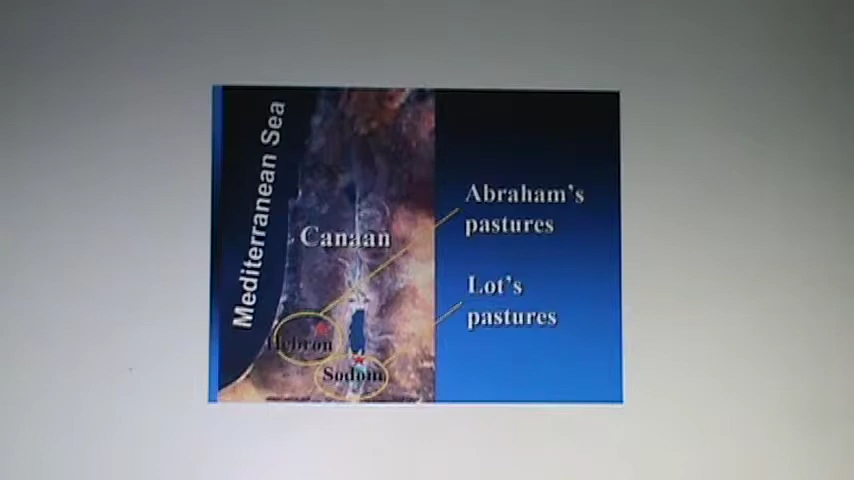 Mediterranean Sea
Canaan
Abraham's
pastures
Lot's
pastures
Hebron
Sodom